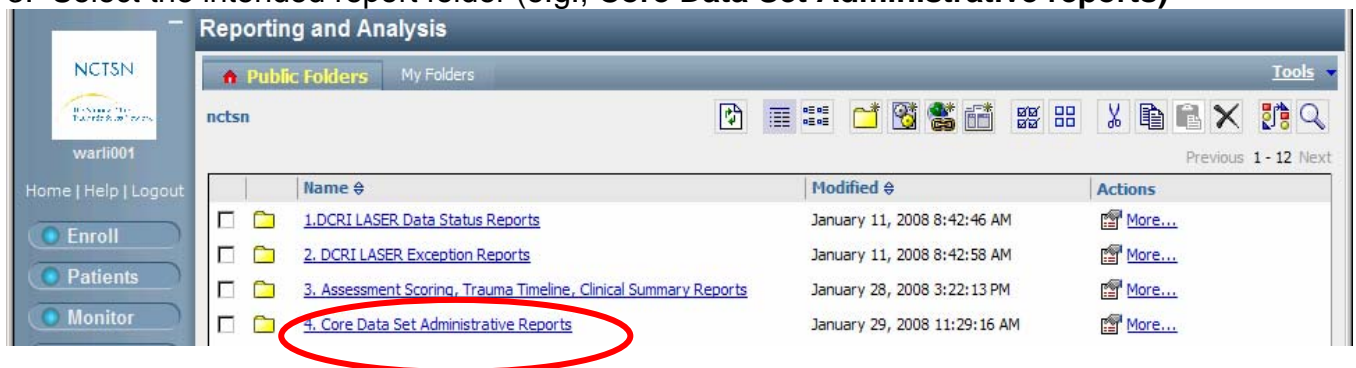 Select the intended report folder (e.g., Core Data Set Administrative reports)
Reporting and Analysis
NCTSN
Public Folders My Folders Tools
nctsn
warli001
Previous 1 - 12 Next
Home | Help | Logout
Name Modified Actions
1.DCRI LASER Data Status Reports January 11, 2008 8:42:46 AM More...
Enroll
2. DCRI LASER Exception Reports January 11, 2008 8:42:58 AM More...
Patients
3. Assessment Scoring, Trauma Timeline, Clinical Summary Reports January 28, 2008 3:22:13 PM More...
Monitor
4. Core Data Set Administrative Reports January 29, 2008 11:29:16 AM More...